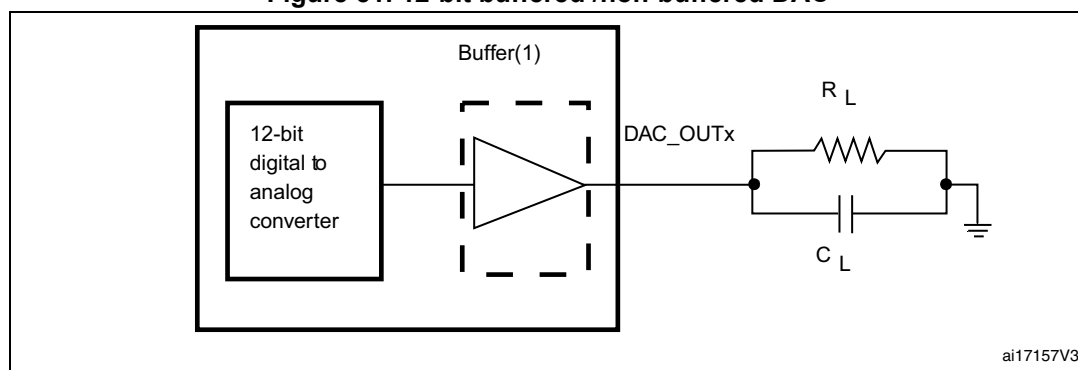 Buffer(1)
12-bit
digital to
analog
converter
DAC_OUTx
R L
C L
ai17157V3